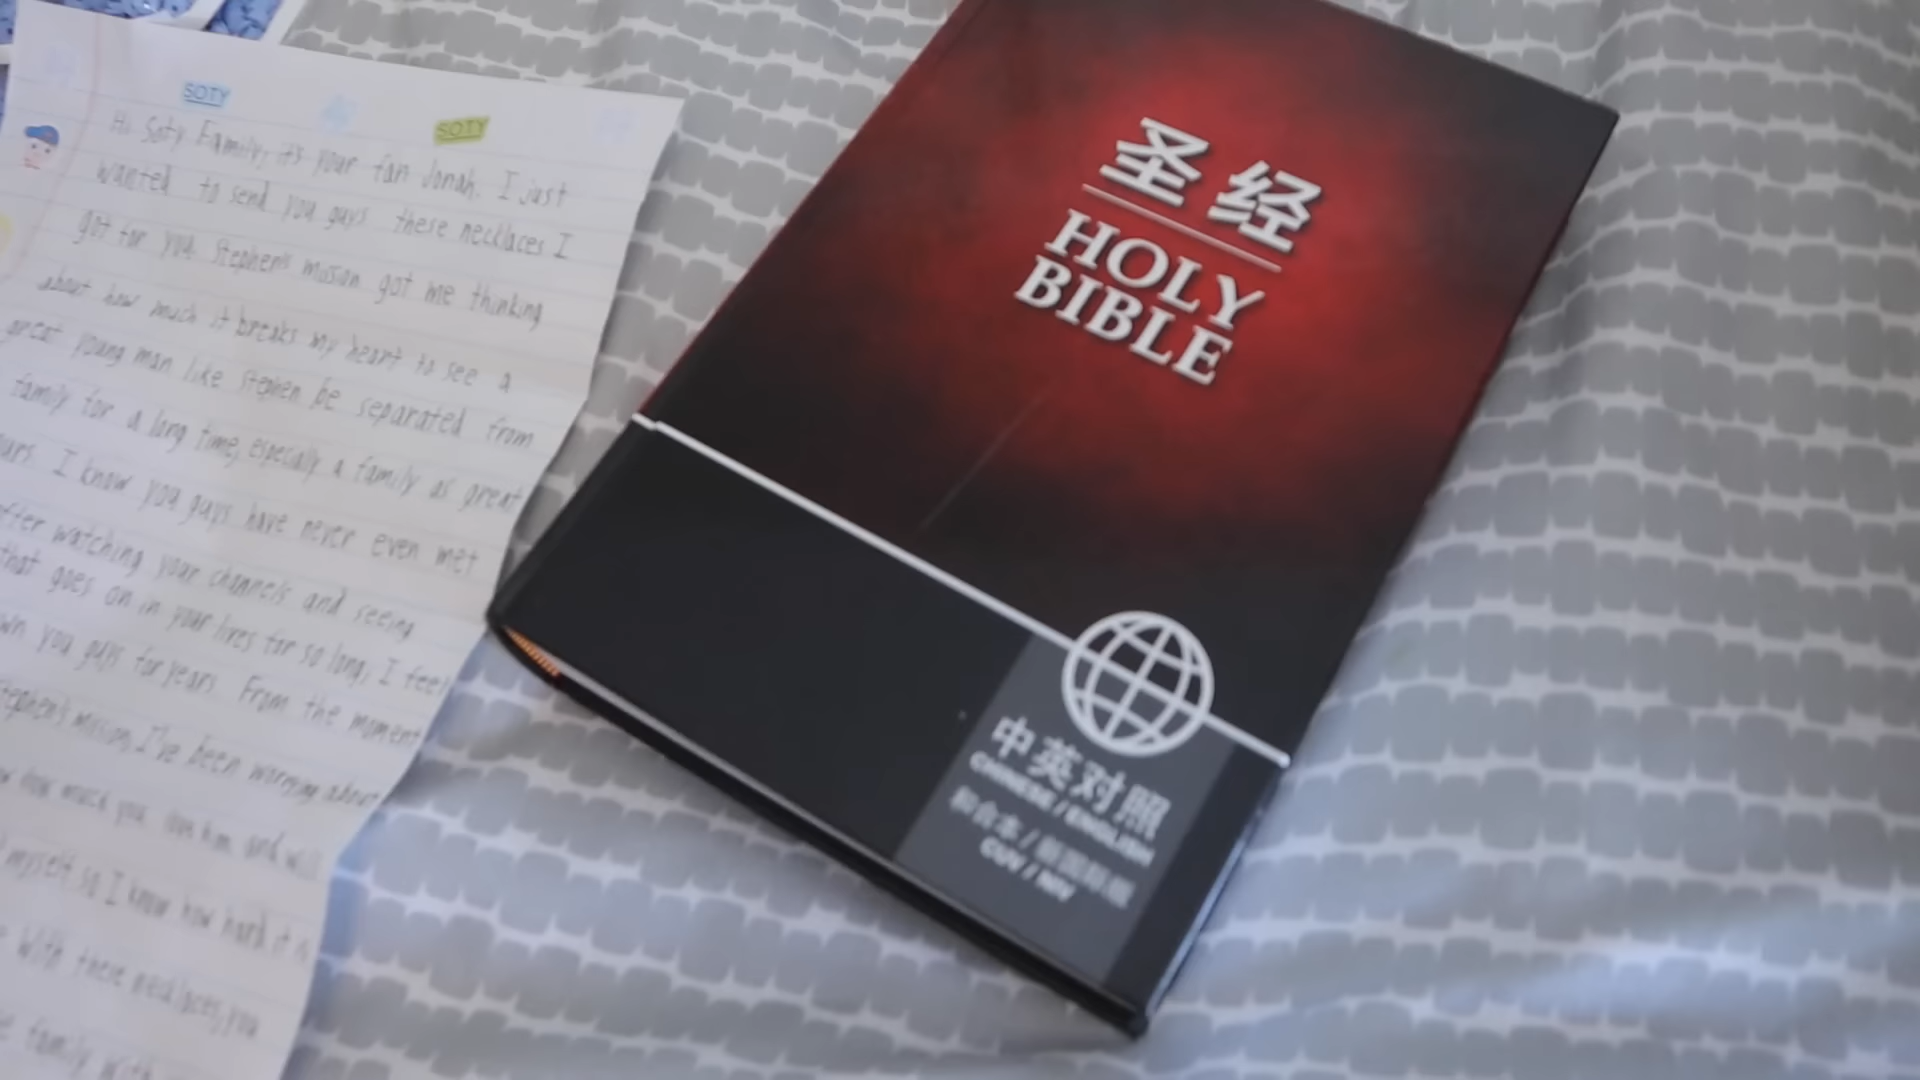 SOTY
SOTY
Hi Soty Family, it's your fan Jonah. I just
wanted to send you guys these necklaces I
got for you. Stephen's mission got me thinking
about how much it breaks my heart to see a
great young man like Stephen be separated from
family for a long time, especially a family as great
urs. I know you guys have never even met
fter watching your channels and seeing
that goes on in your lives for so long, I feel
wn you guys for years. From the moment
tephen's mission, I've been worrying about
how much you love him and will
myself so I know how hard it is
with these necklaces, you
family with
圣经
HOLY
BIBLE
中英对照
CHINESE / ENGLISH
和合本 / 新国际版
CUV / NIV